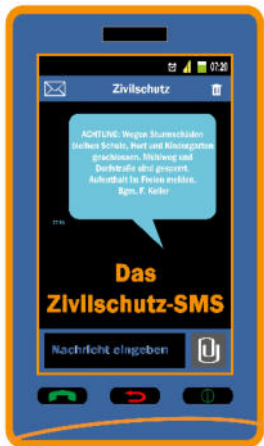 07:20
Zivilschutz
ACHTUNG: Wegen Sturmschäden
bleiben Schule, Hort und Kindergarten
geschlossen. Mühlweg und
Dorfstraße sind gesperrt.
Aufenthalt im Freien meiden.
Bgm. F. Keller
Das
Zivilschutz-SMS
Nachricht eingeben